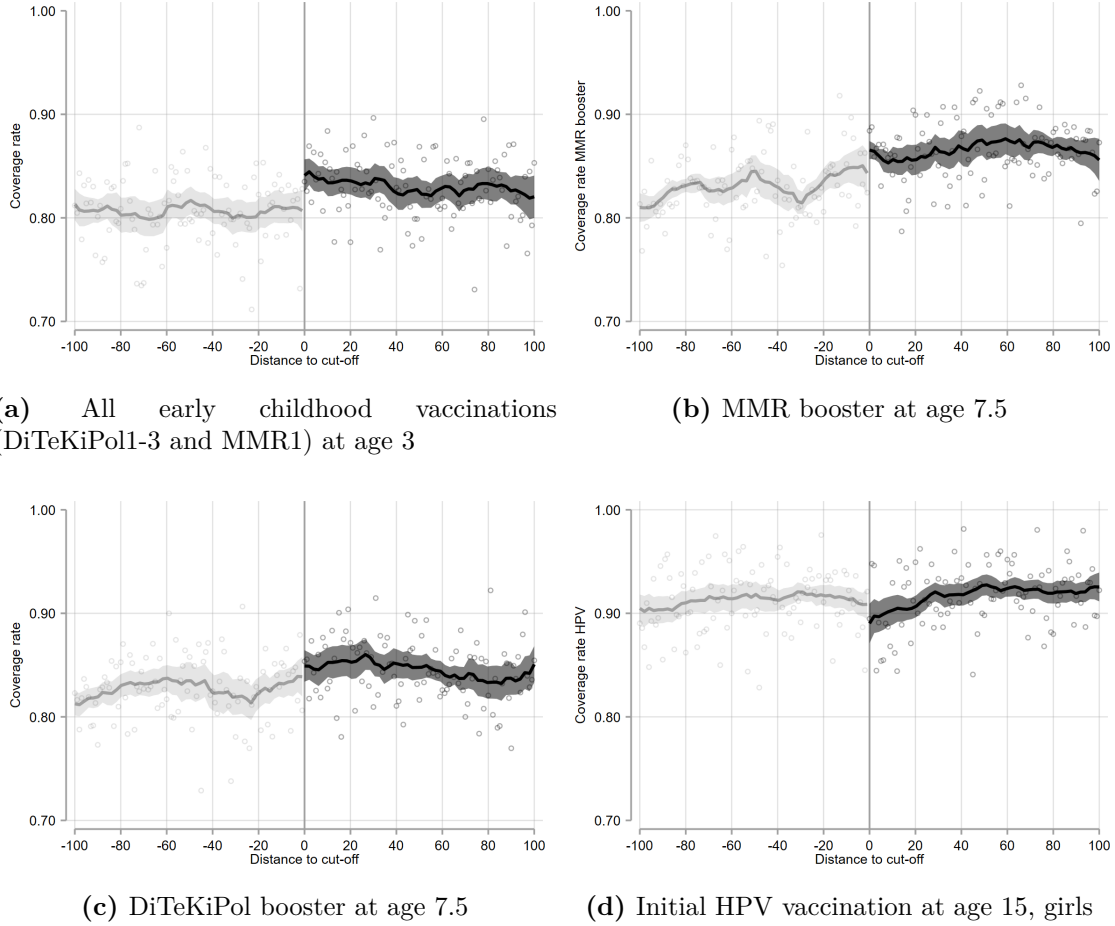 1.00
0.90
0.80
0.70
Coverage rate
-100 -80 -60 -40 -20 0 20 40 60 80 100
Distance to cut-off
(a) All early childhood vaccinations
(DiTeKiPol1-3 and MMR1) at age 3
1.00
0.90
0.80
0.70
Coverage rate MMR booster
-100 -80 -60 -40 -20 0 20 40 60 80 100
Distance to cut-off
(b) MMR booster at age 7.5
1.00
0.90
0.80
0.70
Coverage rate
-100 -80 -60 -40 -20 0 20 40 60 80 100
Distance to cut-off
(c) DiTeKiPol booster at age 7.5
1.00
0.90
0.80
0.70
Coverage rate HPV
-100 -80 -60 -40 -20 0 20 40 60 80 100
Distance to cut-off
(d) Initial HPV vaccination at age 15, girls